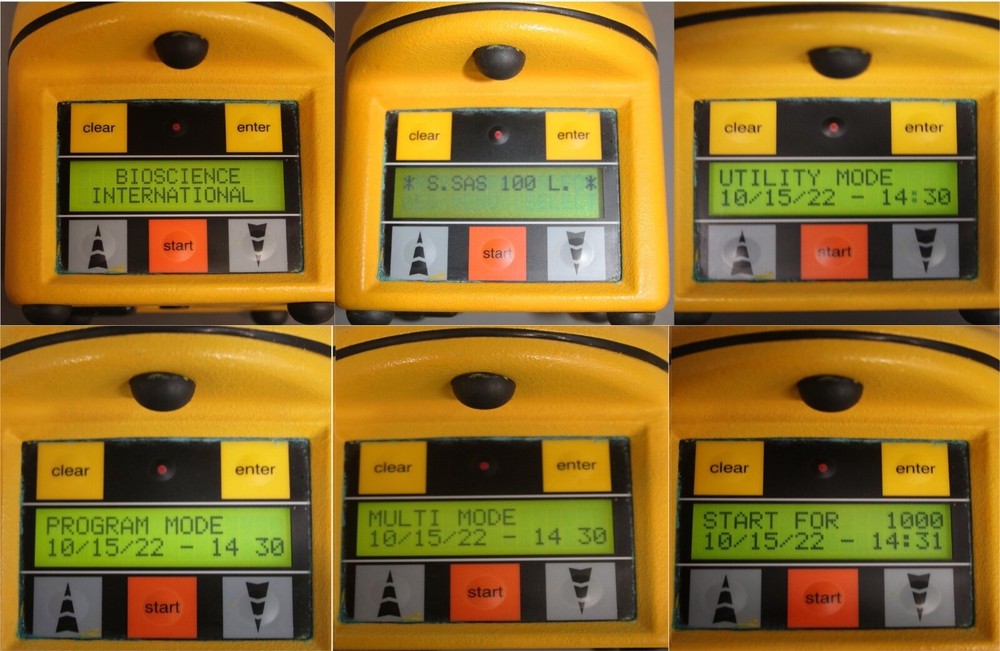 clear
enter
BIOSCIENCE
INTERNATIONAL
start
clear
enter
* S.SAS 100 L. *
start
clear
enter
UTILITY MODE
10/15/22 - 14:30
start
clear
enter
PROGRAM MODE
10/15/22 - 14 30
start
clear
enter
MULTI MODE
10/15/22 - 14 30
start
clear
enter
START FOR 1000
10/15/22 - 14:31
start